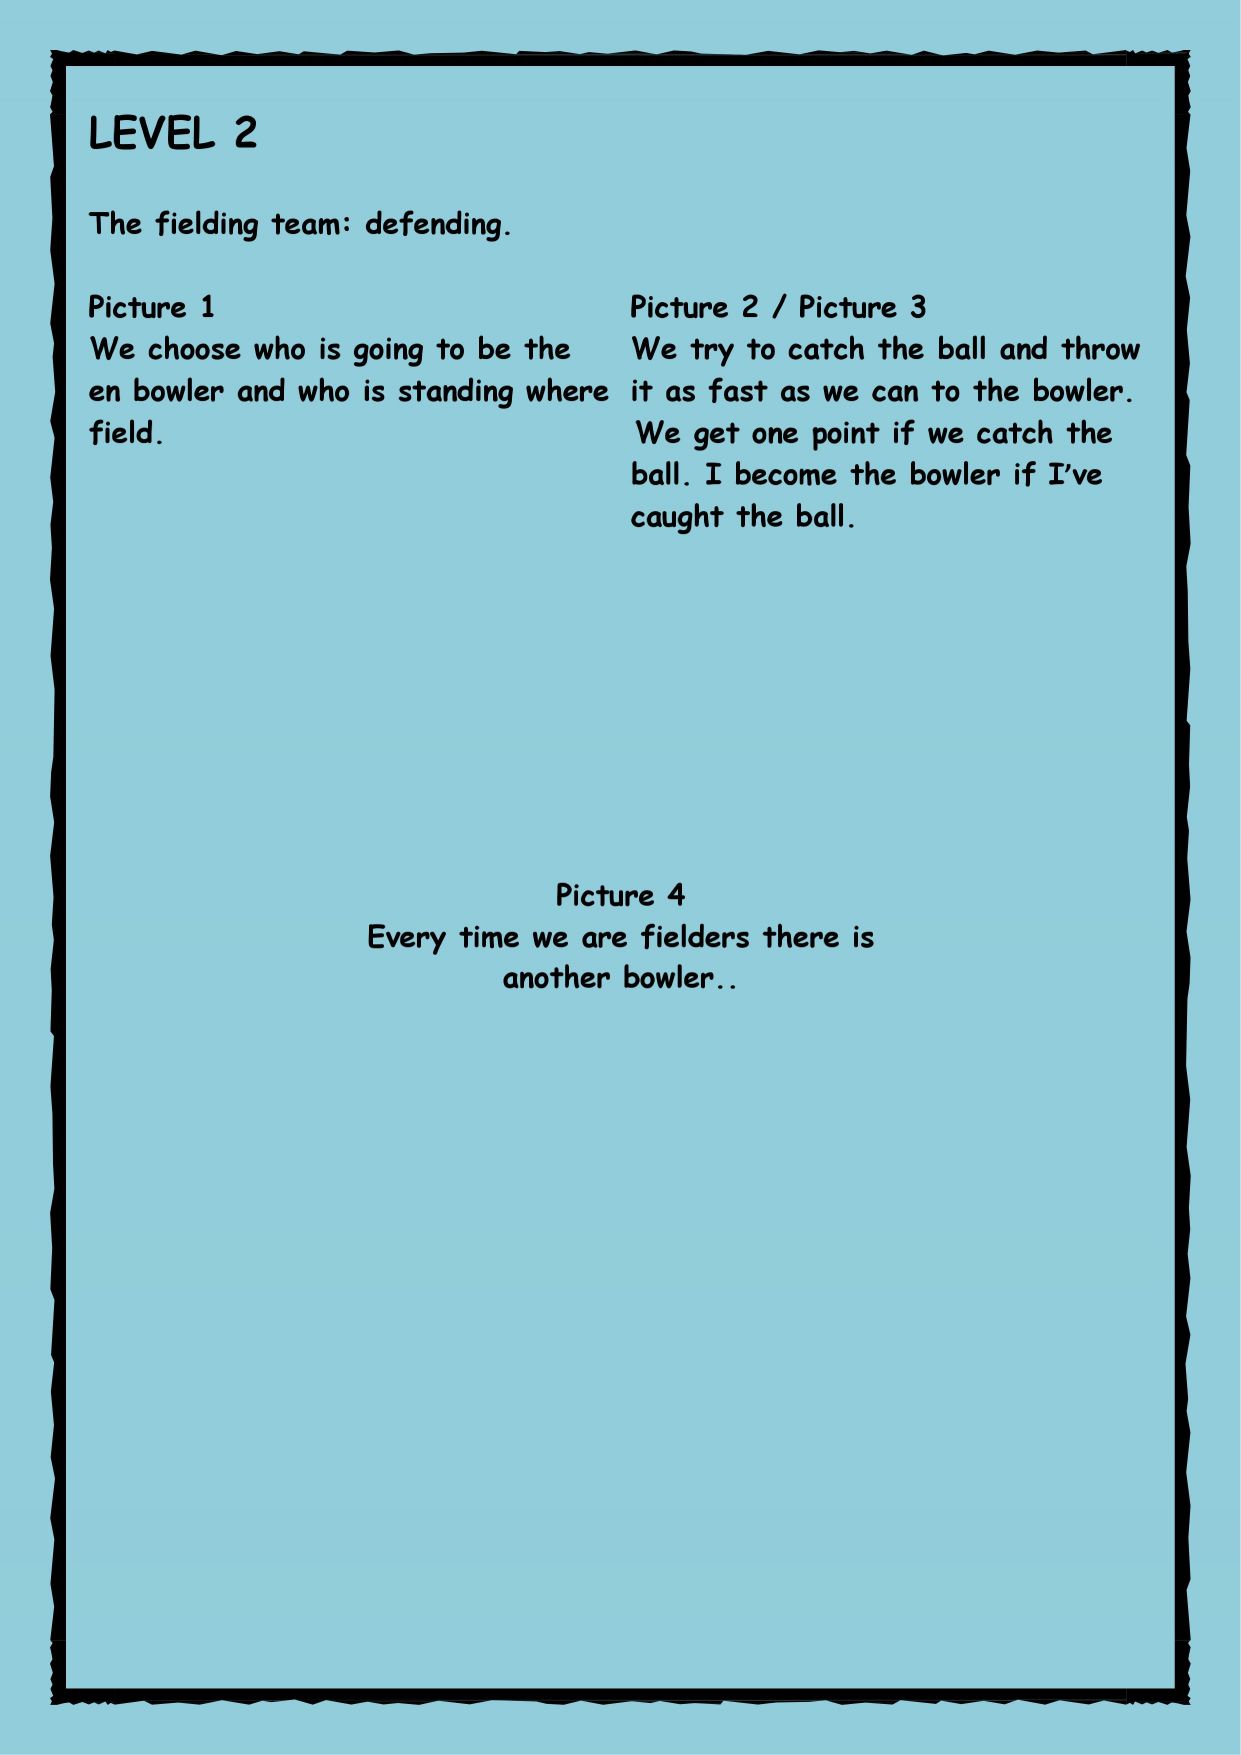 LEVEL 2
The fielding team: defending.
Picture 1
We choose who is going to be the
en bowler and who is standing where
field.
Picture 2 / Picture 3
We try to catch the ball and throw
it as fast as we can to the bowler.
We get one point if we catch the
ball. I become the bowler if I’ve
caught the ball.
Picture 4
Every time we are fielders there is
another bowler..